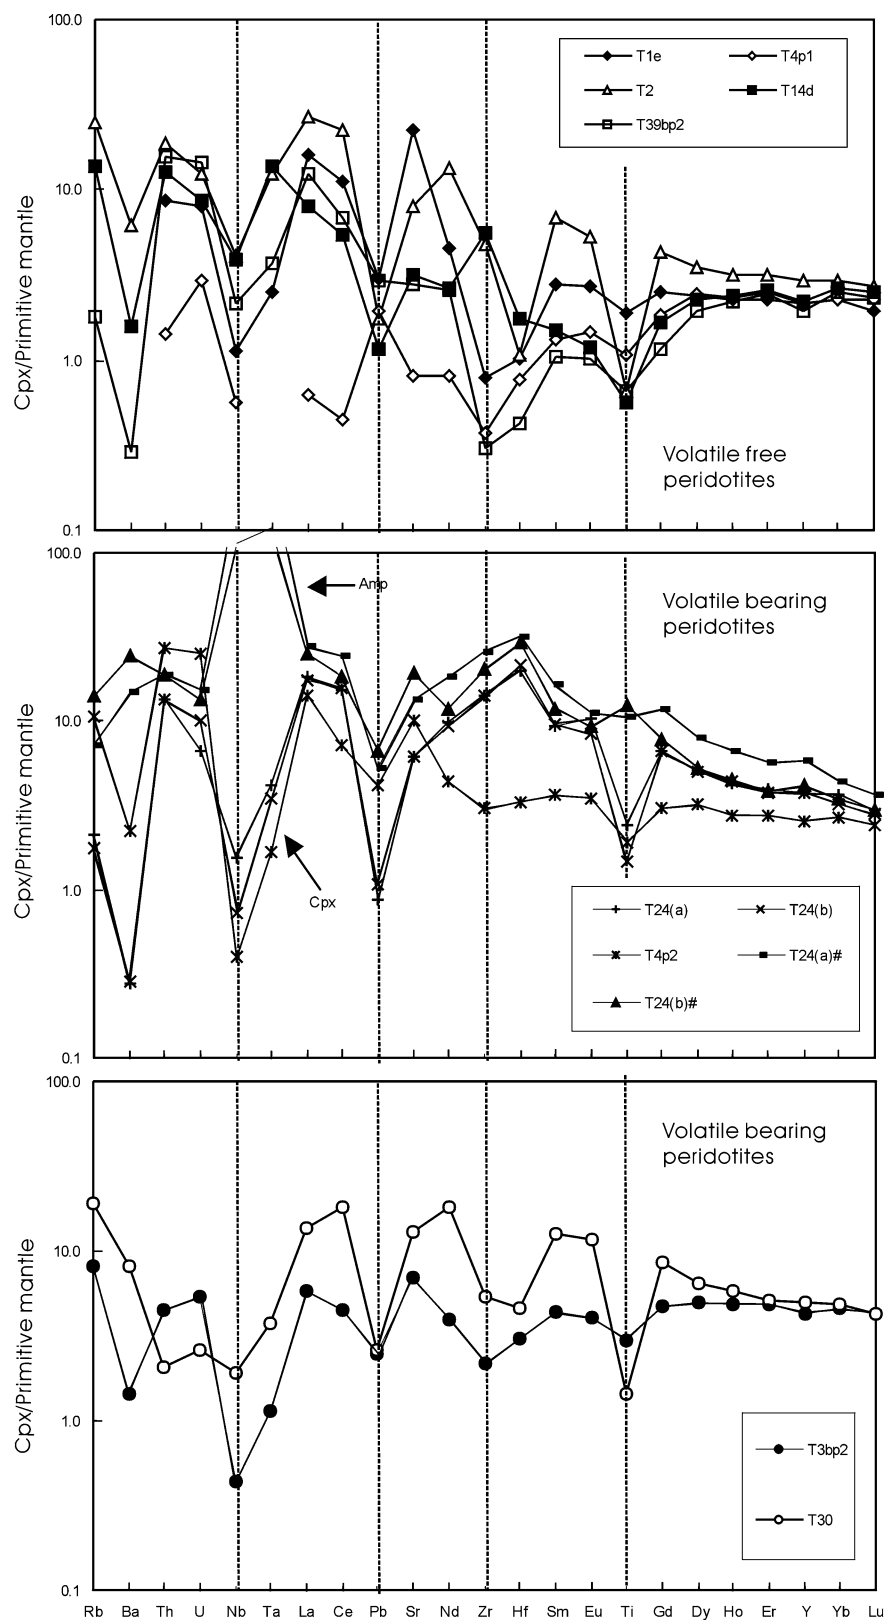 100.0
10.0
1.0
0.1
Cpx/Primitive mantle
T1e
T4p1
T2
T14d
T39bp2
Volatile free
peridotites
100.0
10.0
1.0
0.1
Cpx/Primitive mantle
Amp
Volatile bearing
peridotites
Cpx
T24(a)
T24(b)
T4p2
T24(a)#
T24(b)#
100.0
10.0
1.0
0.1
Cpx/Primitive mantle
Volatile bearing
peridotites
T3bp2
T30
Rb Ba Th U Nb Ta La Ce Pb Sr Nd Zr Hf Sm Eu Ti Gd Dy Ho Er Y Yb Lu